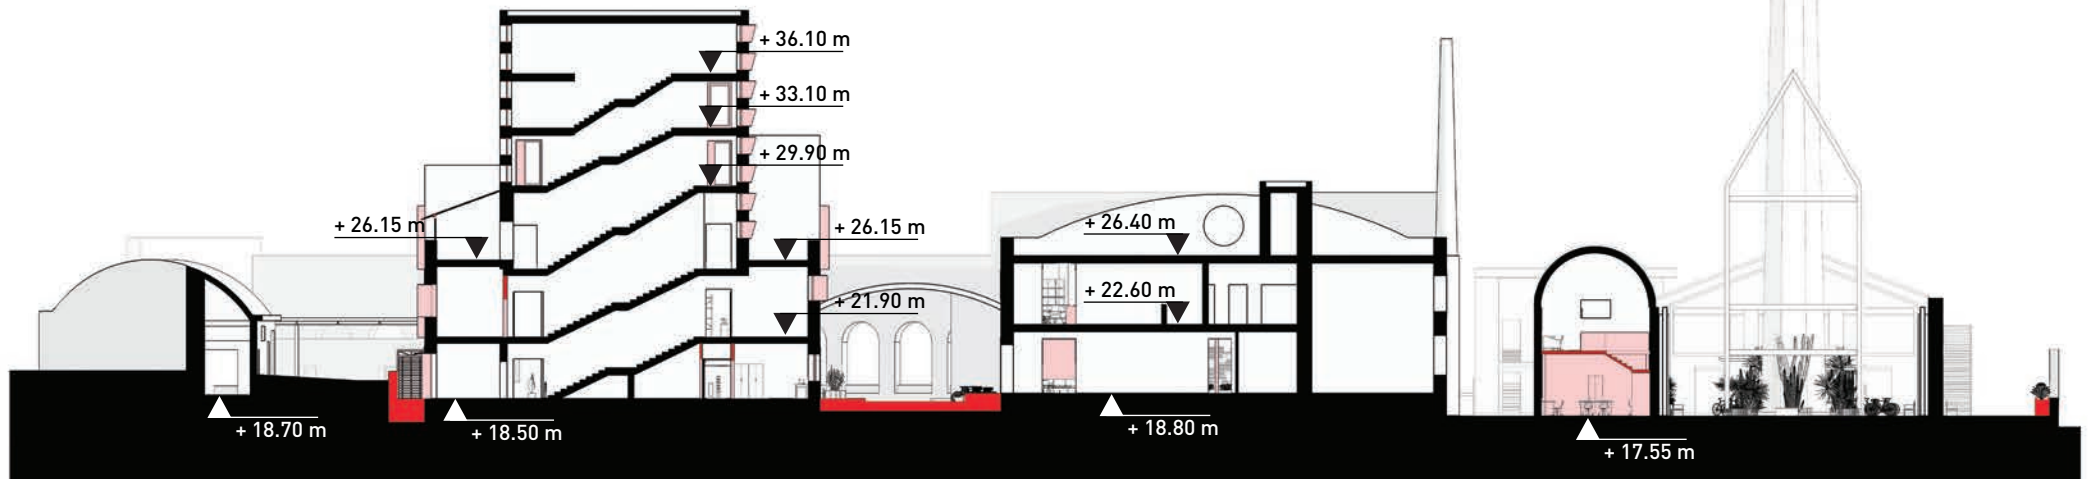 + 36.10 m
+ 33.10 m
+ 29.90 m
+ 26.15 m
+ 26.15 m
+ 26.40 m
+ 22.60 m
+ 21.90 m
+ 18.70 m
+ 18.50 m
+ 18.80 m
+ 17.55 m